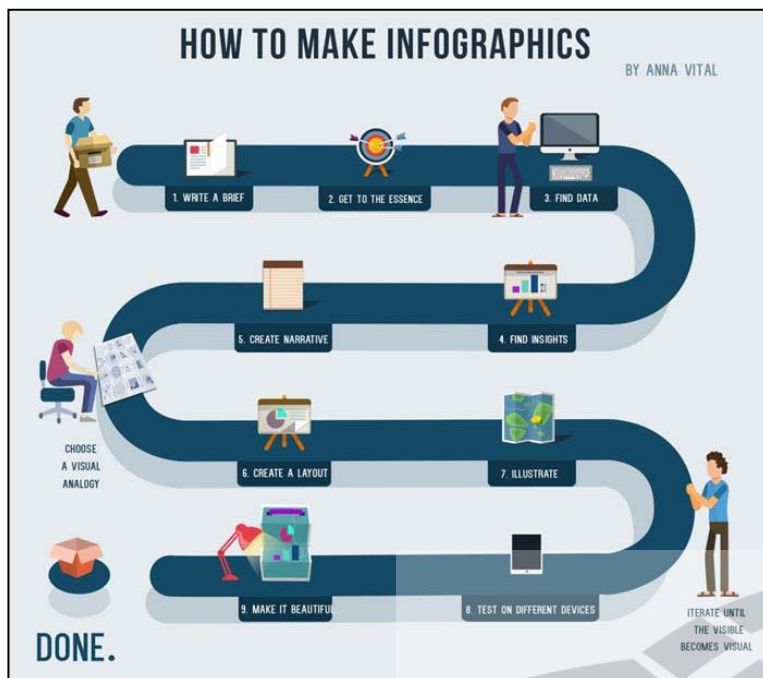 HOW TO MAKE INFOGRAPHICS
BY ANNA VITAL
1. WRITE A BRIEF
2. GET TO THE ESSENCE
3. FIND DATA
5. CREATE NARRATIVE
4. FIND INSIGHTS
CHOOSE
A VISUAL
ANALOGY
6. CREATE A LAYOUT
7. ILLUSTRATE
9. MAKE IT BEAUTIFUL
8. TEST ON DIFFERENT DEVICES
ITERATE UNTIL
THE VISIBLE
BECOMES VISUAL
DONE.